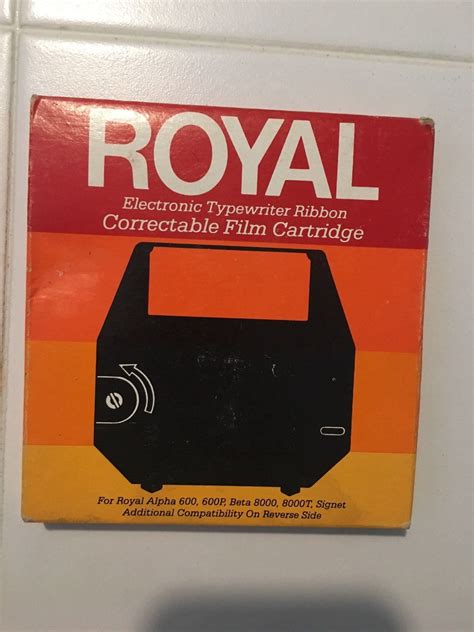 ROYAL
Electronic Typewriter Ribbon
Correctable Film Cartridge
For Royal Alpha 600, 600P, Beta 8000, 8000T, Signet
Additional Compatibility On Reverse Side